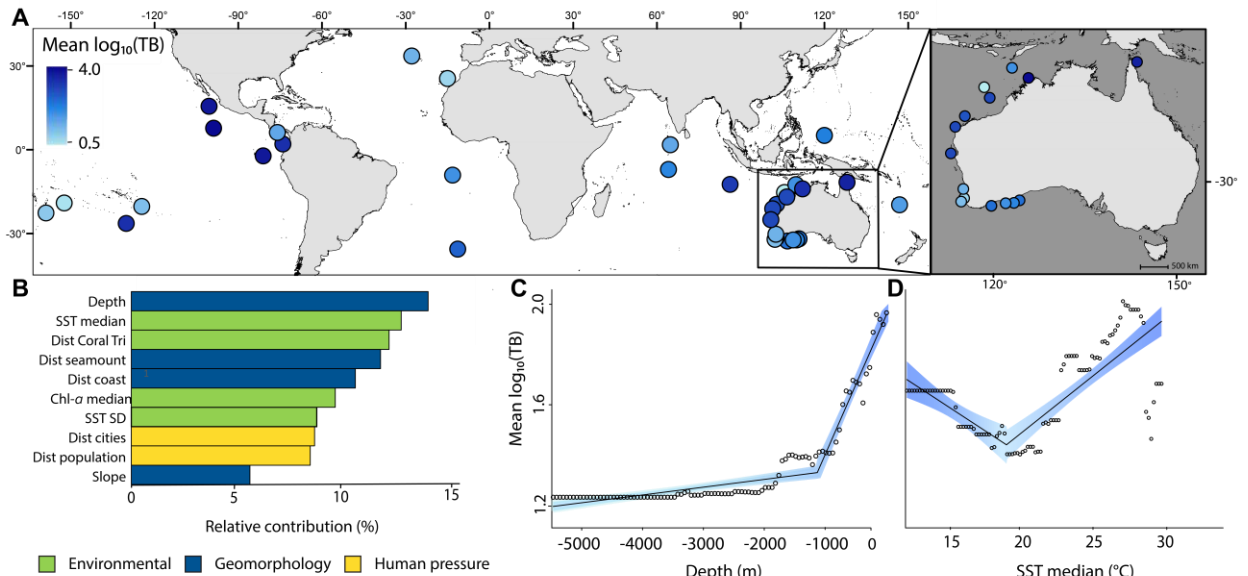 A
-150° -120° -90° -60° -30° 0° 30° 60° 90° 120° 150°
Mean log₁₀(TB)
4.0
0.5
30°
0°
-30°
-30°
500 km
120° 150°
B
Depth
SST median
Dist Coral Tri
Dist seamount
Dist coast
Chl-a median
SST SD
Dist cities
Dist population
Slope
0 5 10 15
Relative contribution (%)
Environmental Geomorphology Human pressure
C
Mean log₁₀(TB)
2.0
1.6
1.2
-5000 -4000 -3000 -2000 -1000 0
Depth (m)
D
15 20 25 30
SST median (°C)